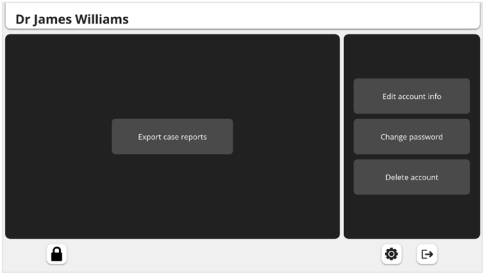 Dr James Williams
Export case reports
Edit account info
Change password
Delete account